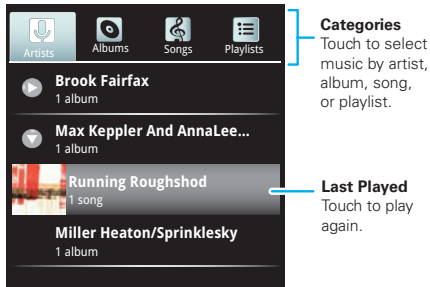 Artists Albums Songs Playlists
Brook Fairfax
1 album
Max Keppler And AnnaLee...
1 album
Running Roughshod
1 song
Miller Heaton/Sprinklesky
1 album
Categories
Touch to select
music by artist,
album, song,
or playlist.
Last Played
Touch to play
again.